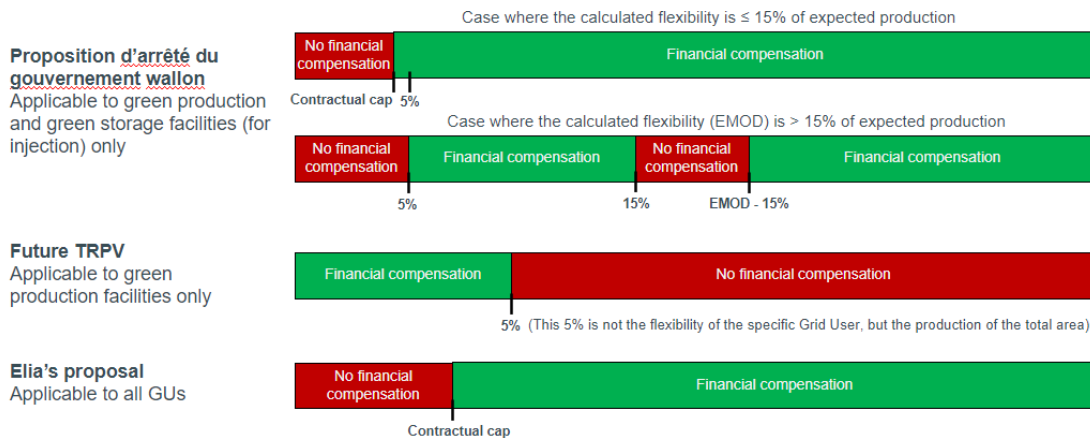 Case where the calculated flexibility is ≤ 15% of expected production
Proposition d'arrêté du
gouvernement wallon
Applicable to green production
and green storage facilities (for
injection) only
No financial
compensation
Financial compensation
Contractual cap
5%
Case where the calculated flexibility (EMOD) is > 15% of expected production
No financial
compensation
Financial compensation
No financial
compensation
Financial compensation
5%
15%
EMOD - 15%
Future TRPV
Applicable to green
production facilities only
Financial compensation
No financial compensation
5% (This 5% is not the flexibility of the specific Grid User, but the production of the total area)
Elia's proposal
Applicable to all GUs
No financial
compensation
Financial compensation
Contractual cap